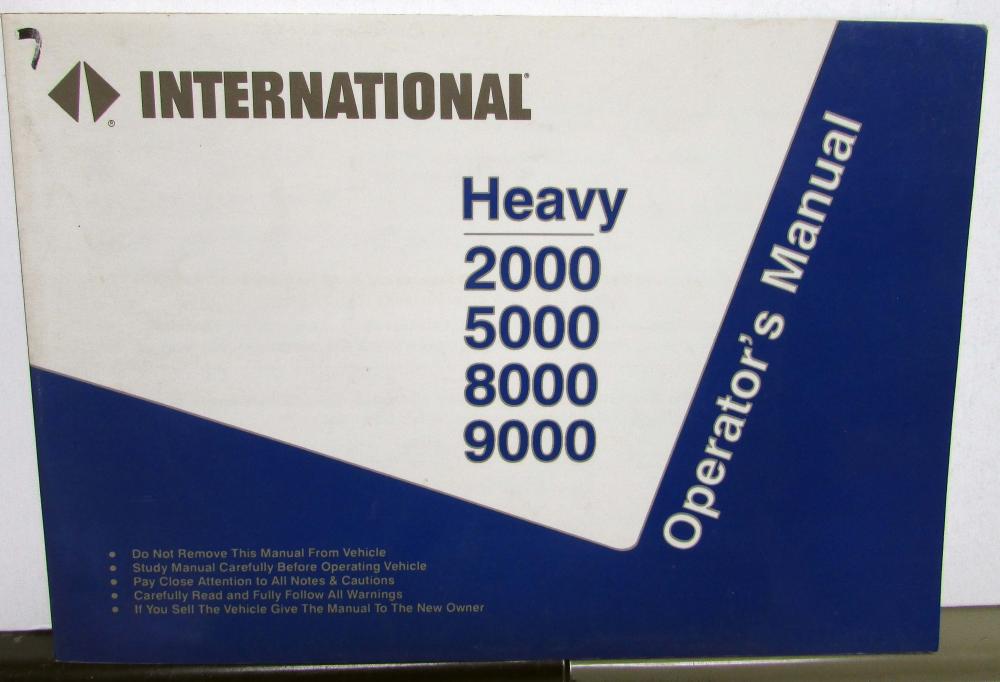 7
INTERNATIONAL®
®
Heavy
2000
5000
8000
9000
Operator's Manual
• Do Not Remove This Manual From Vehicle
• Study Manual Carefully Before Operating Vehicle
• Pay Close Attention to All Notes & Cautions
• Carefully Read and Fully Follow All Warnings
• If You Sell The Vehicle Give The Manual To The New Owner